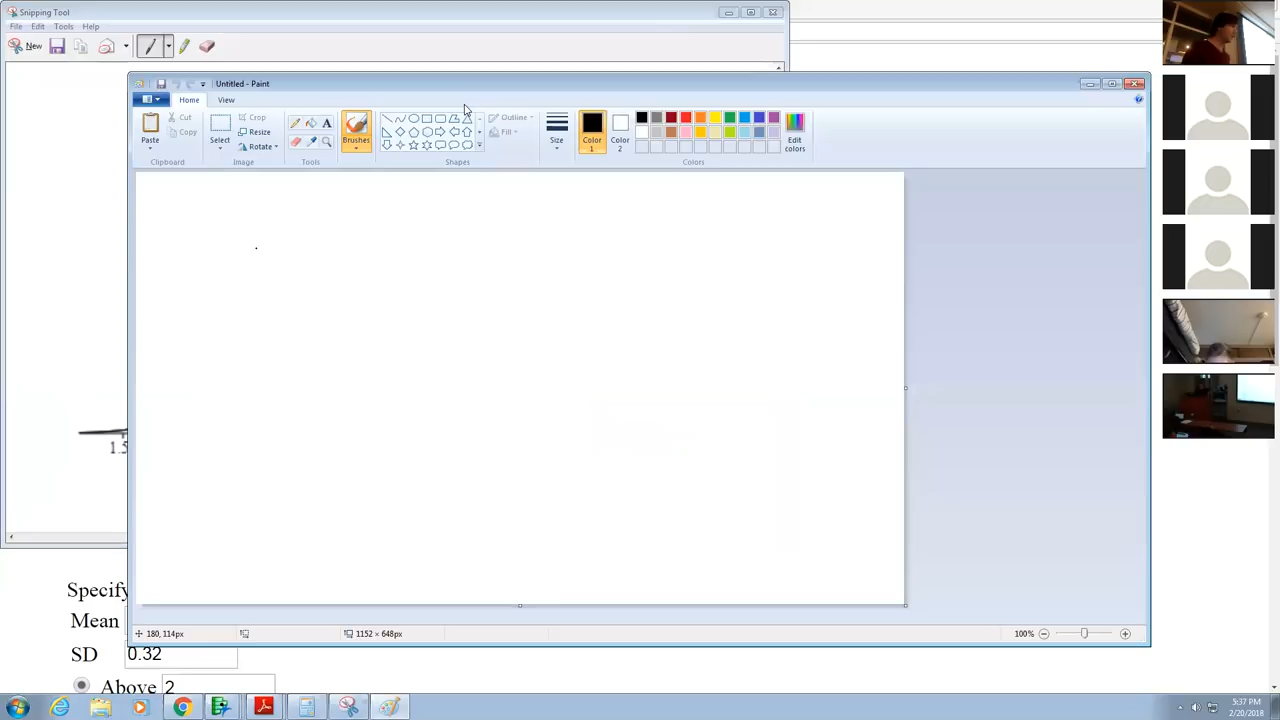 Snipping Tool
File Edit Tools Help
New
Untitled - Paint
Home View
Paste
Cut
Copy
Clipboard
Select
Crop
Resize
Rotate
Image
A
Tools
Brushes
Shapes
Outline
Fill
Size
Color 1
Color 2
Edit colors
Colors
1.5
180, 114px
1152 × 648px
100%
Specify
Mean
SD 0.32
Above 2
5:37 PM
2/20/2018